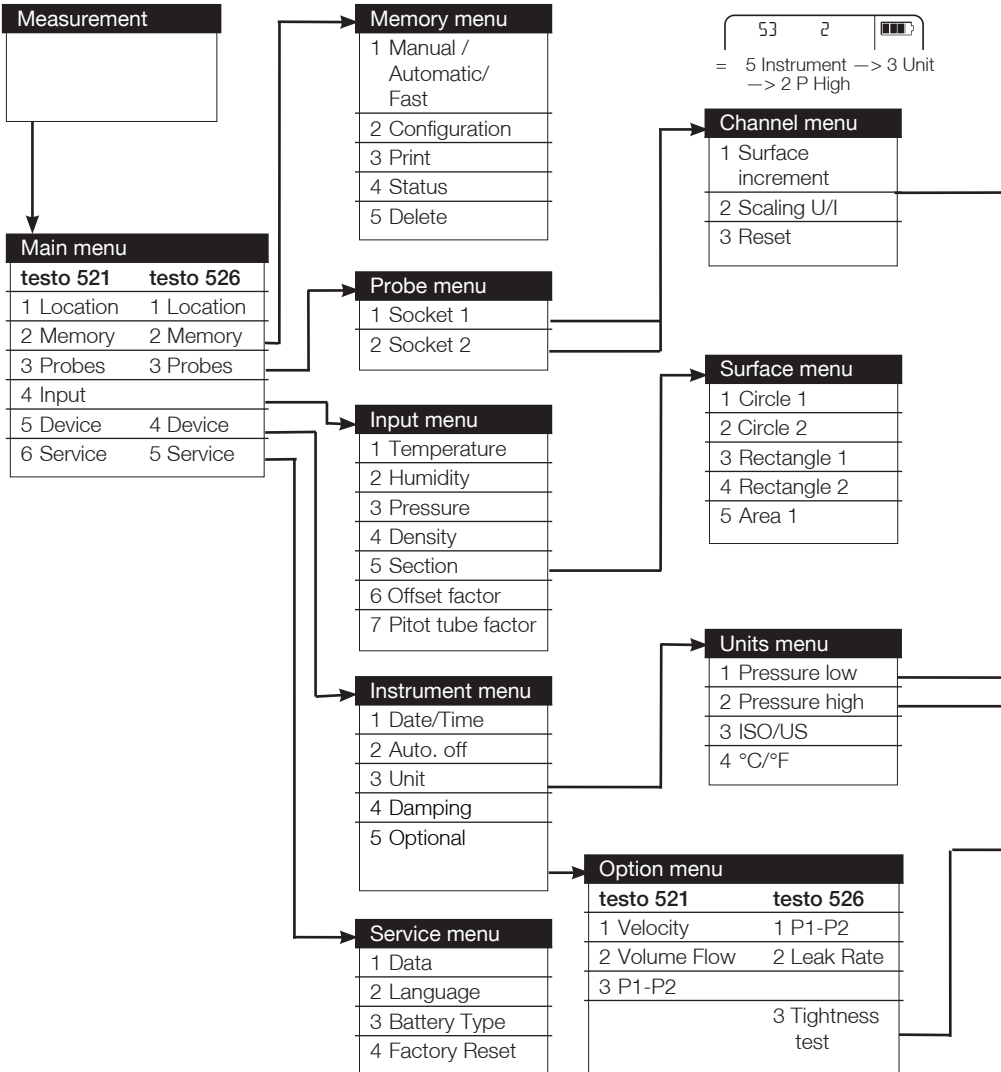 Measurement
Main menu
testo 521 testo 526
1 Location 1 Location
2 Memory 2 Memory
3 Probes 3 Probes
4 Input
5 Device 4 Device
6 Service 5 Service
Memory menu
1 Manual /
Automatic/
Fast
2 Configuration
3 Print
4 Status
5 Delete
Probe menu
1 Socket 1
2 Socket 2
Input menu
1 Temperature
2 Humidity
3 Pressure
4 Density
5 Section
6 Offset factor
7 Pitot tube factor
Instrument menu
1 Date/Time
2 Auto. off
3 Unit
4 Damping
5 Optional
Service menu
1 Data
2 Language
3 Battery Type
4 Factory Reset
53 2
= 5 Instrument —> 3 Unit
—> 2 P High
Channel menu
1 Surface
increment
2 Scaling U/I
3 Reset
Surface menu
1 Circle 1
2 Circle 2
3 Rectangle 1
4 Rectangle 2
5 Area 1
Units menu
1 Pressure low
2 Pressure high
3 ISO/US
4 °C/°F
Option menu
testo 521 testo 526
1 Velocity 1 P1-P2
2 Volume Flow 2 Leak Rate
3 P1-P2
3 Tightness
test